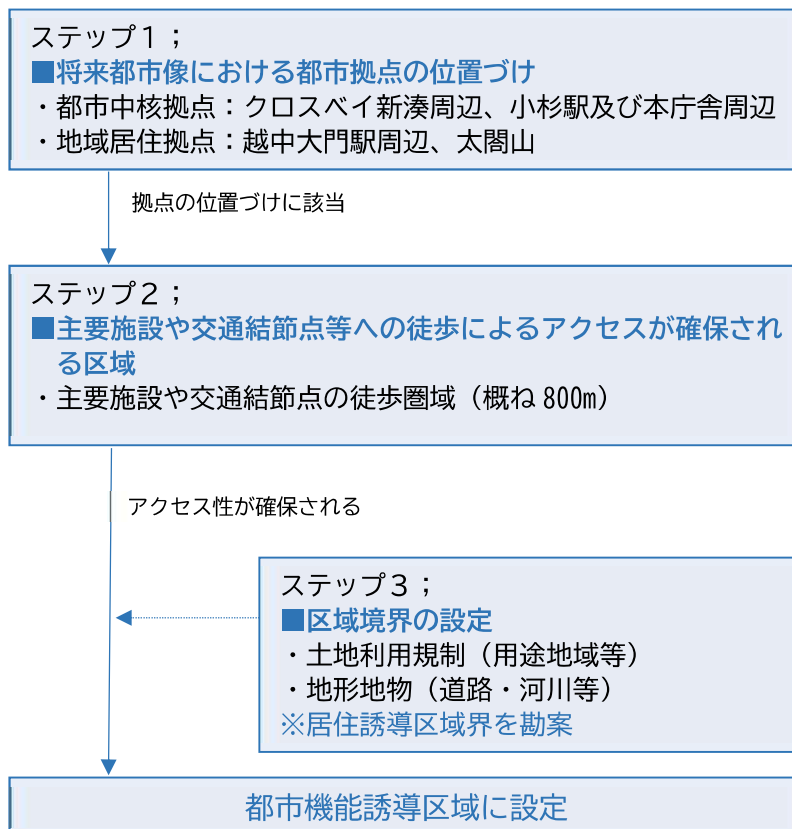 ステップ１；
■将来都市像における都市拠点の位置づけ
・都市中核拠点：クロスベイ新湊周辺、小杉駅及び本庁舎周辺
・地域居住拠点：越中大門駅周辺、太閤山
拠点の位置づけに該当
ステップ２；
■主要施設や交通結節点等への徒歩によるアクセスが確保され
る区域
・主要施設や交通結節点の徒歩圏域（概ね 800m）
アクセス性が確保される
ステップ３；
■区域境界の設定
・土地利用規制（用途地域等）
・地形地物（道路・河川等）
※居住誘導区域界を勘案
都市機能誘導区域に設定